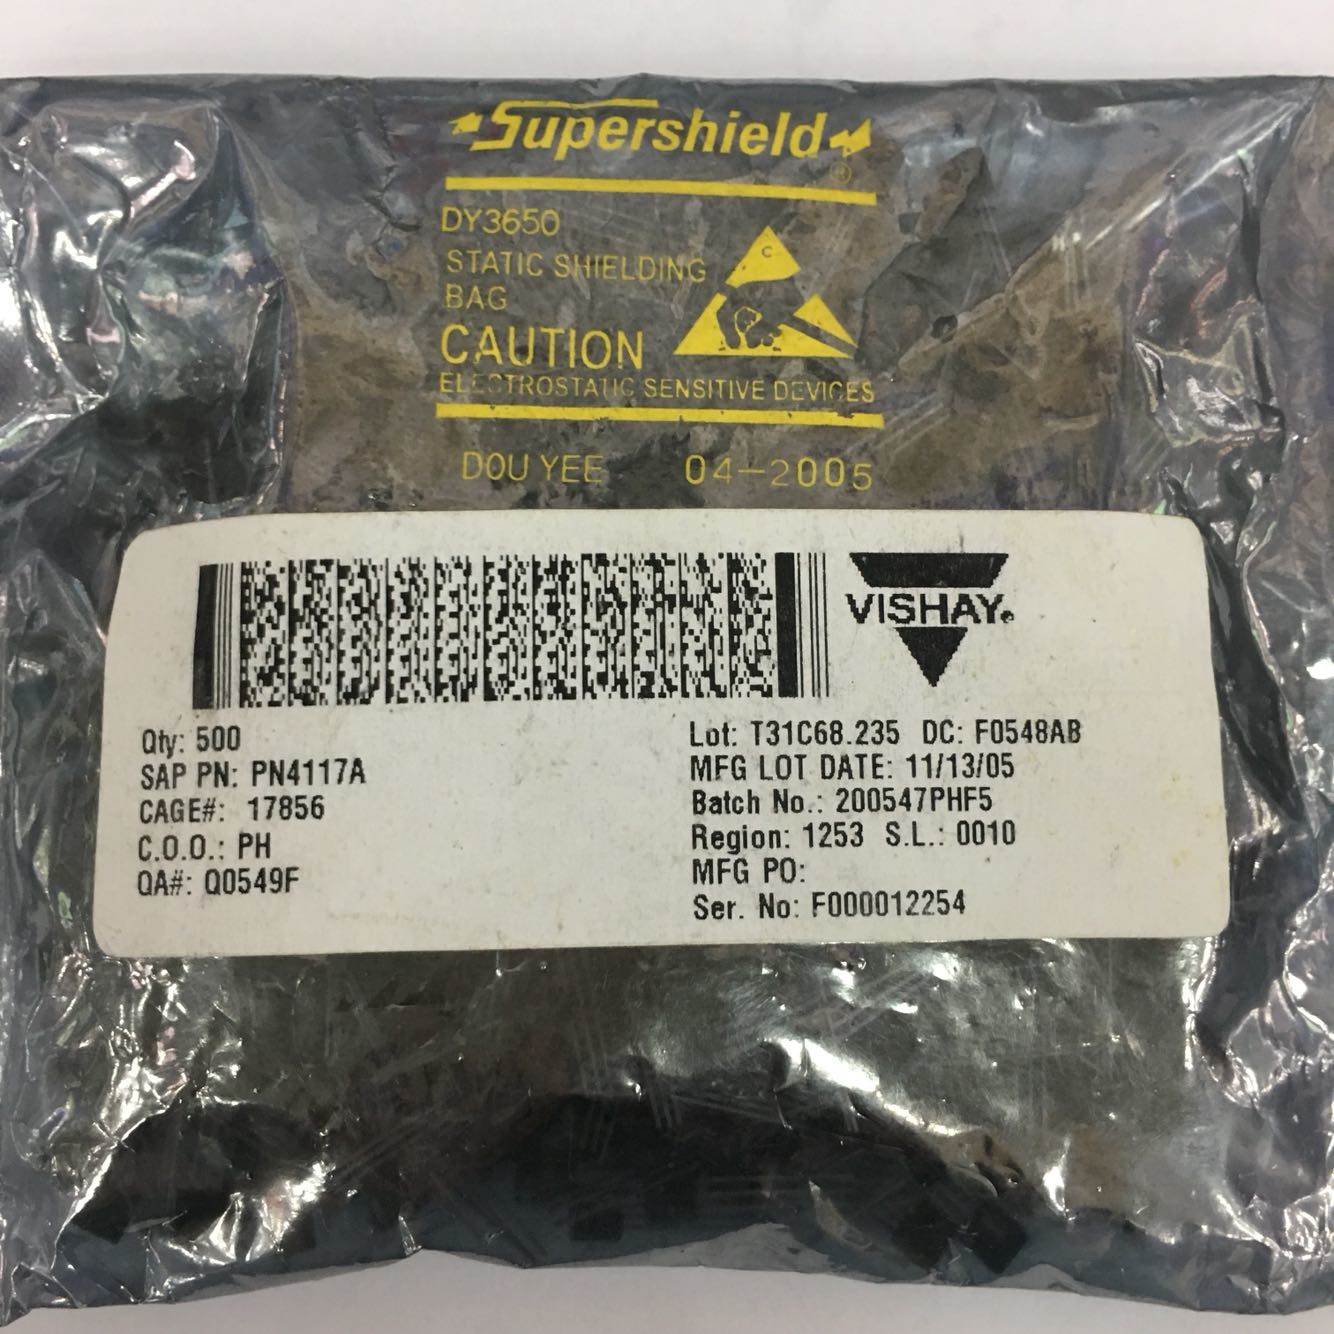 Supershield®
DY3650
STATIC SHIELDING
BAG
C
CAUTION
ELECTROSTATIC SENSITIVE DEVICES
DOU YEE 04-2005
VISHAY®
Qty: 500
SAP PN: PN4117A
CAGE#: 17856
C.O.O.: PH
QA#: Q0549F
Lot: T31C68.235 DC: F0548AB
MFG LOT DATE: 11/13/05
Batch No.: 200547PHF5
Region: 1253 S.L.: 0010
MFG PO:
Ser. No: F000012254